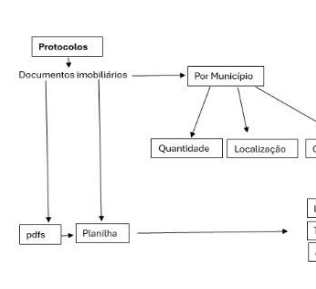 Protocolos
Documentos imobiliários
Por Município
Quantidade
Localização
pdfs
Planilha